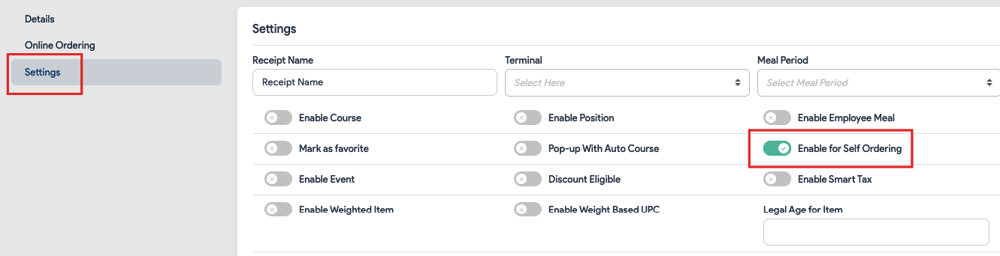 Details
Online Ordering
Settings
Settings
Receipt Name Terminal Meal Period
Receipt Name Select Here Select Meal Period
Enable Course Enable Position Enable Employee Meal
Mark as favorite Pop-up With Auto Course Enable for Self Ordering
Enable Event Discount Eligible Enable Smart Tax
Enable Weighted Item Enable Weight Based UPC Legal Age for Item